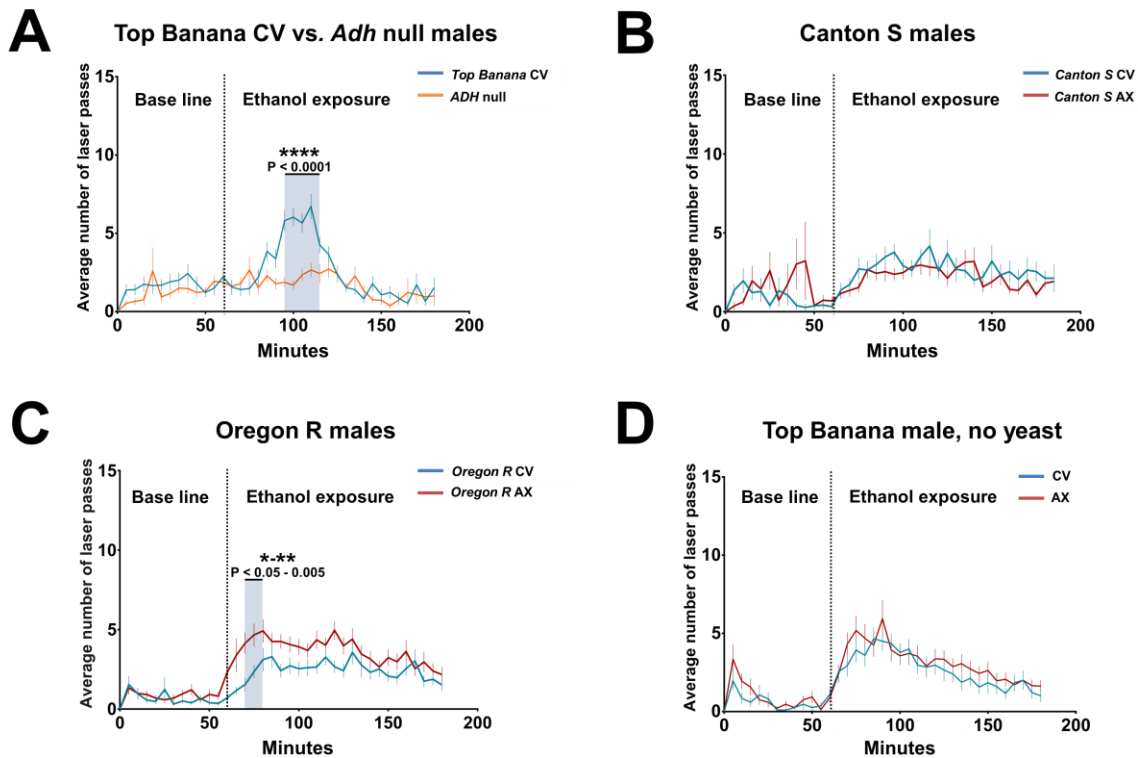 A
Top Banana CV vs. Adh null males
Top Banana CV
ADH null
Base line
Ethanol exposure
****
P < 0.0001
Average number of laser passes
15
10
5
0
0 50 100 150 200
Minutes
B
Canton S males
Canton S CV
Canton S AX
Base line
Ethanol exposure
Average number of laser passes
15
10
5
0
0 50 100 150 200
Minutes
C
Oregon R males
Oregon R CV
Oregon R AX
Base line
Ethanol exposure
*-**
P < 0.05 - 0.005
Average number of laser passes
15
10
5
0
0 50 100 150 200
Minutes
D
Top Banana male, no yeast
CV
AX
Base line
Ethanol exposure
Average number of laser passes
15
10
5
0
0 50 100 150 200
Minutes